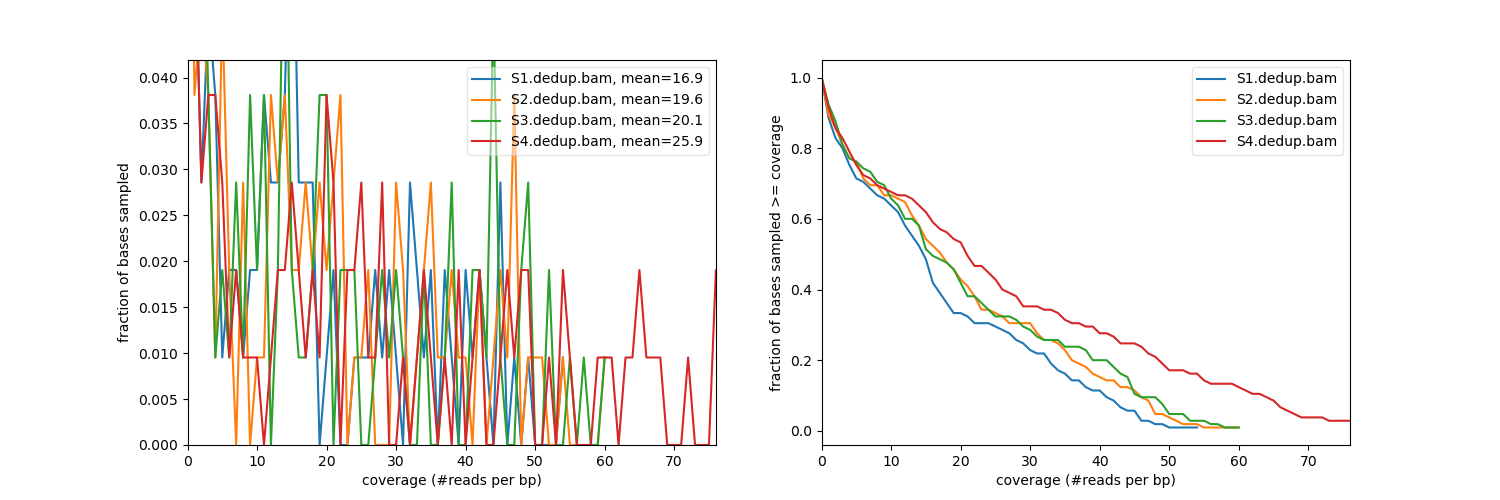 S1.dedup.bam, mean=16.9
S2.dedup.bam, mean=19.6
S3.dedup.bam, mean=20.1
S4.dedup.bam, mean=25.9
fraction of bases sampled
0.040
0.035
0.030
0.025
0.020
0.015
0.010
0.005
0.000
0 10 20 30 40 50 60 70
coverage (#reads per bp)
S1.dedup.bam
S2.dedup.bam
S3.dedup.bam
S4.dedup.bam
fraction of bases sampled >= coverage
1.0
0.8
0.6
0.4
0.2
0.0
0 10 20 30 40 50 60 70
coverage (#reads per bp)